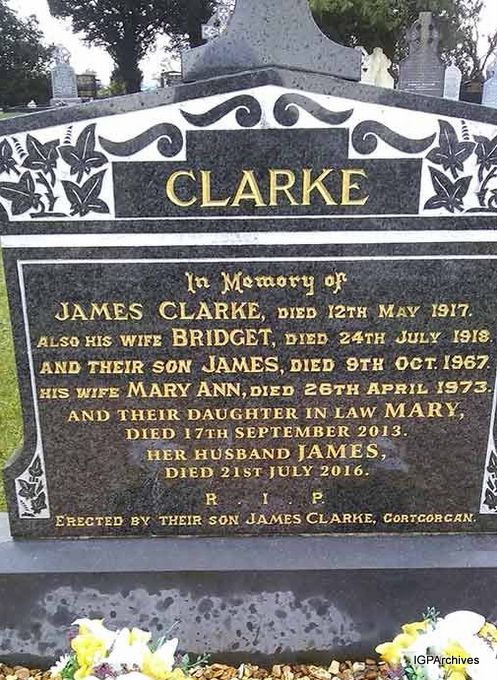 CLARKE
In Memory of
JAMES CLARKE, DIED 12TH MAY 1917.
ALSO HIS WIFE BRIDGET, DIED 24TH JULY 1918
AND THEIR SON JAMES, DIED 9TH OCT. 1967.
HIS WIFE MARY ANN, DIED 26TH APRIL 1973.
AND THEIR DAUGHTER IN LAW MARY,
DIED 17TH SEPTEMBER 2013.
HER HUSBAND JAMES,
DIED 21ST JULY 2016.
R . I . P.
ERECTED BY THEIR SON JAMES CLARKE, GORTGORGAN.
IGPArchives